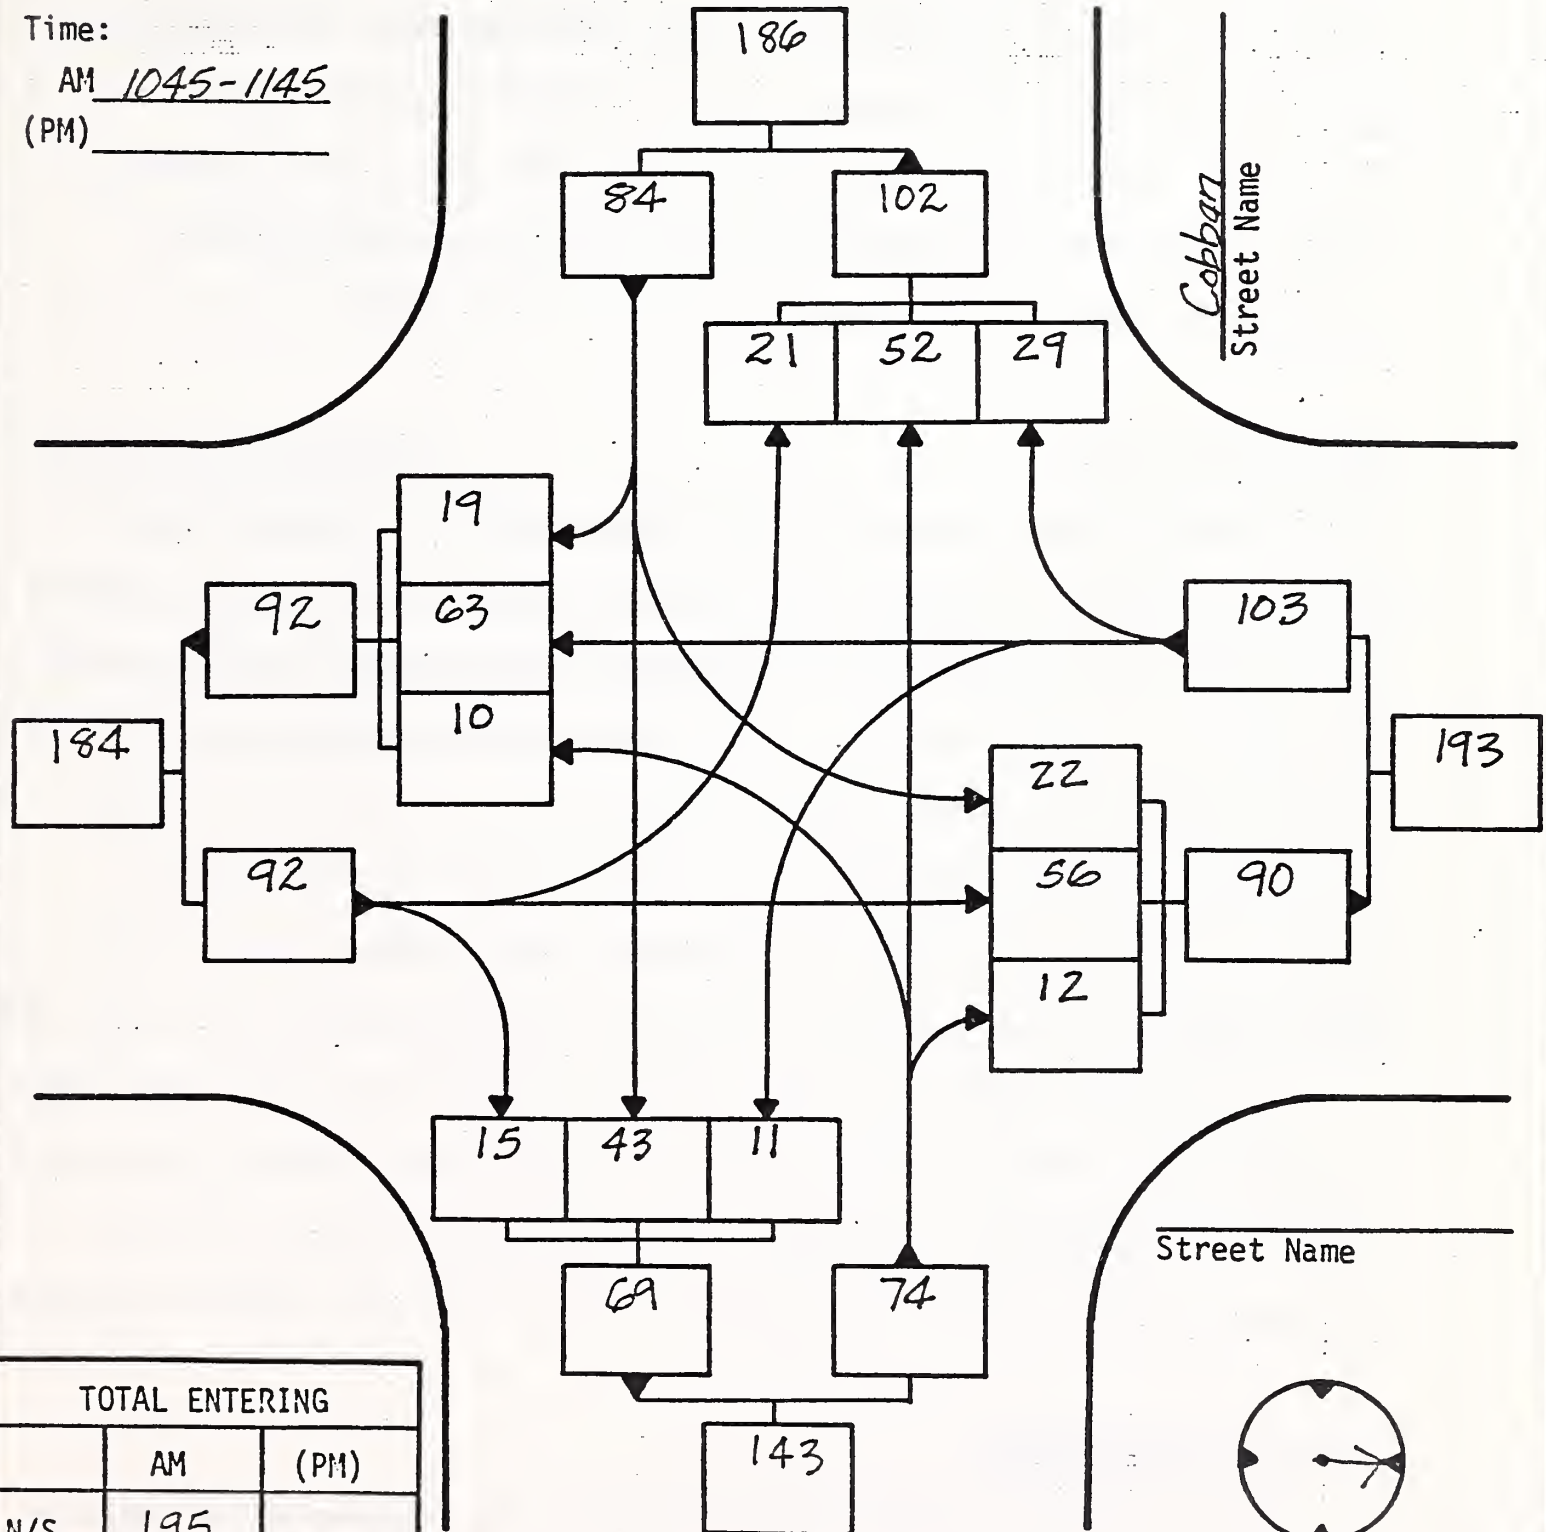 Time:
AM 1045-1145
(PM)
186
84
102
Cobban
Street Name
21 52 29
19
63
10
92
103
184
193
22
56
12
92
90
15 43 11
Street Name
69
74
143
TOTAL ENTERING
AM (PM)
N/S 195